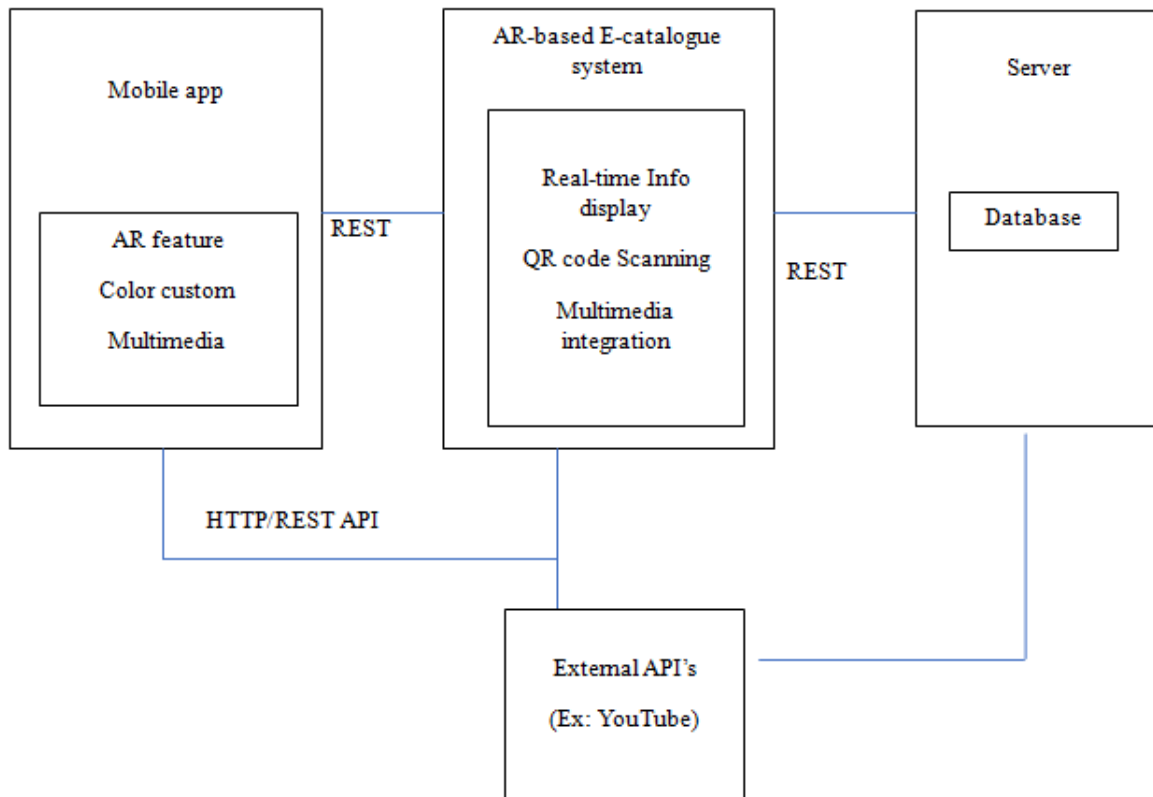 Mobile app
AR feature
Color custom
Multimedia
REST
AR-based E-catalogue
system
Real-time Info
display
QR code Scanning
Multimedia
integration
REST
Server
Database
HTTP/REST API
External API’s
(Ex: YouTube)